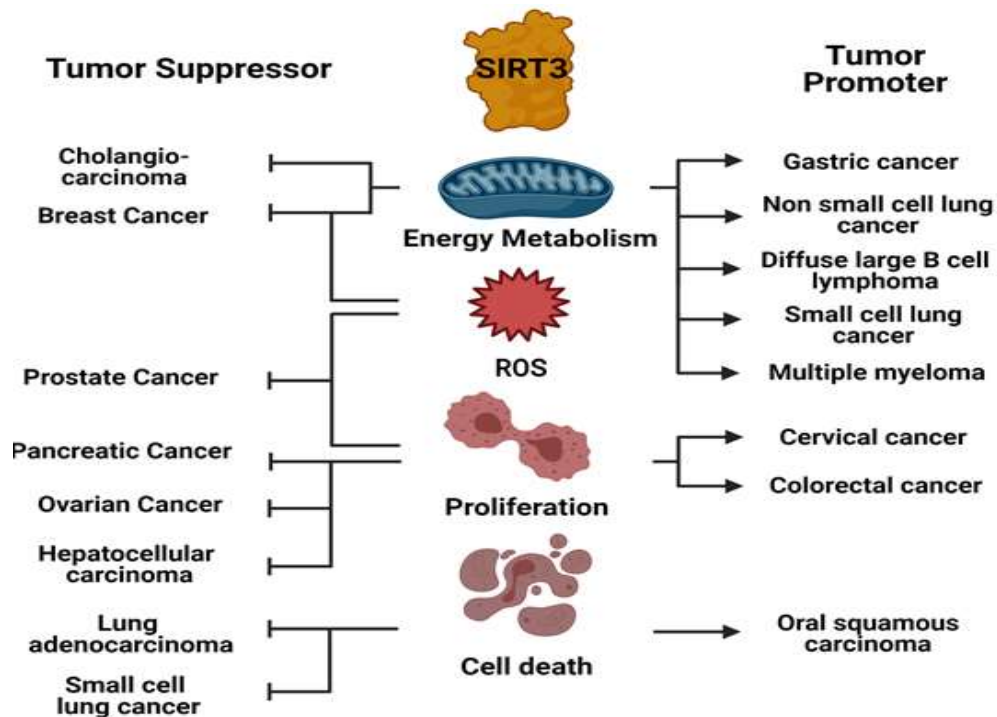 SIRT3
Tumor Suppressor
Cholangio-
carcinoma
Breast Cancer
Prostate Cancer
Pancreatic Cancer
Ovarian Cancer
Hepatocellular
carcinoma
Lung
adenocarcinoma
Small cell
lung cancer
Energy Metabolism
ROS
Proliferation
Cell death
Tumor
Promoter
Gastric cancer
Non small cell lung
cancer
Diffuse large B cell
lymphoma
Small cell lung
cancer
Multiple myeloma
Cervical cancer
Colorectal cancer
Oral squamous
carcinoma